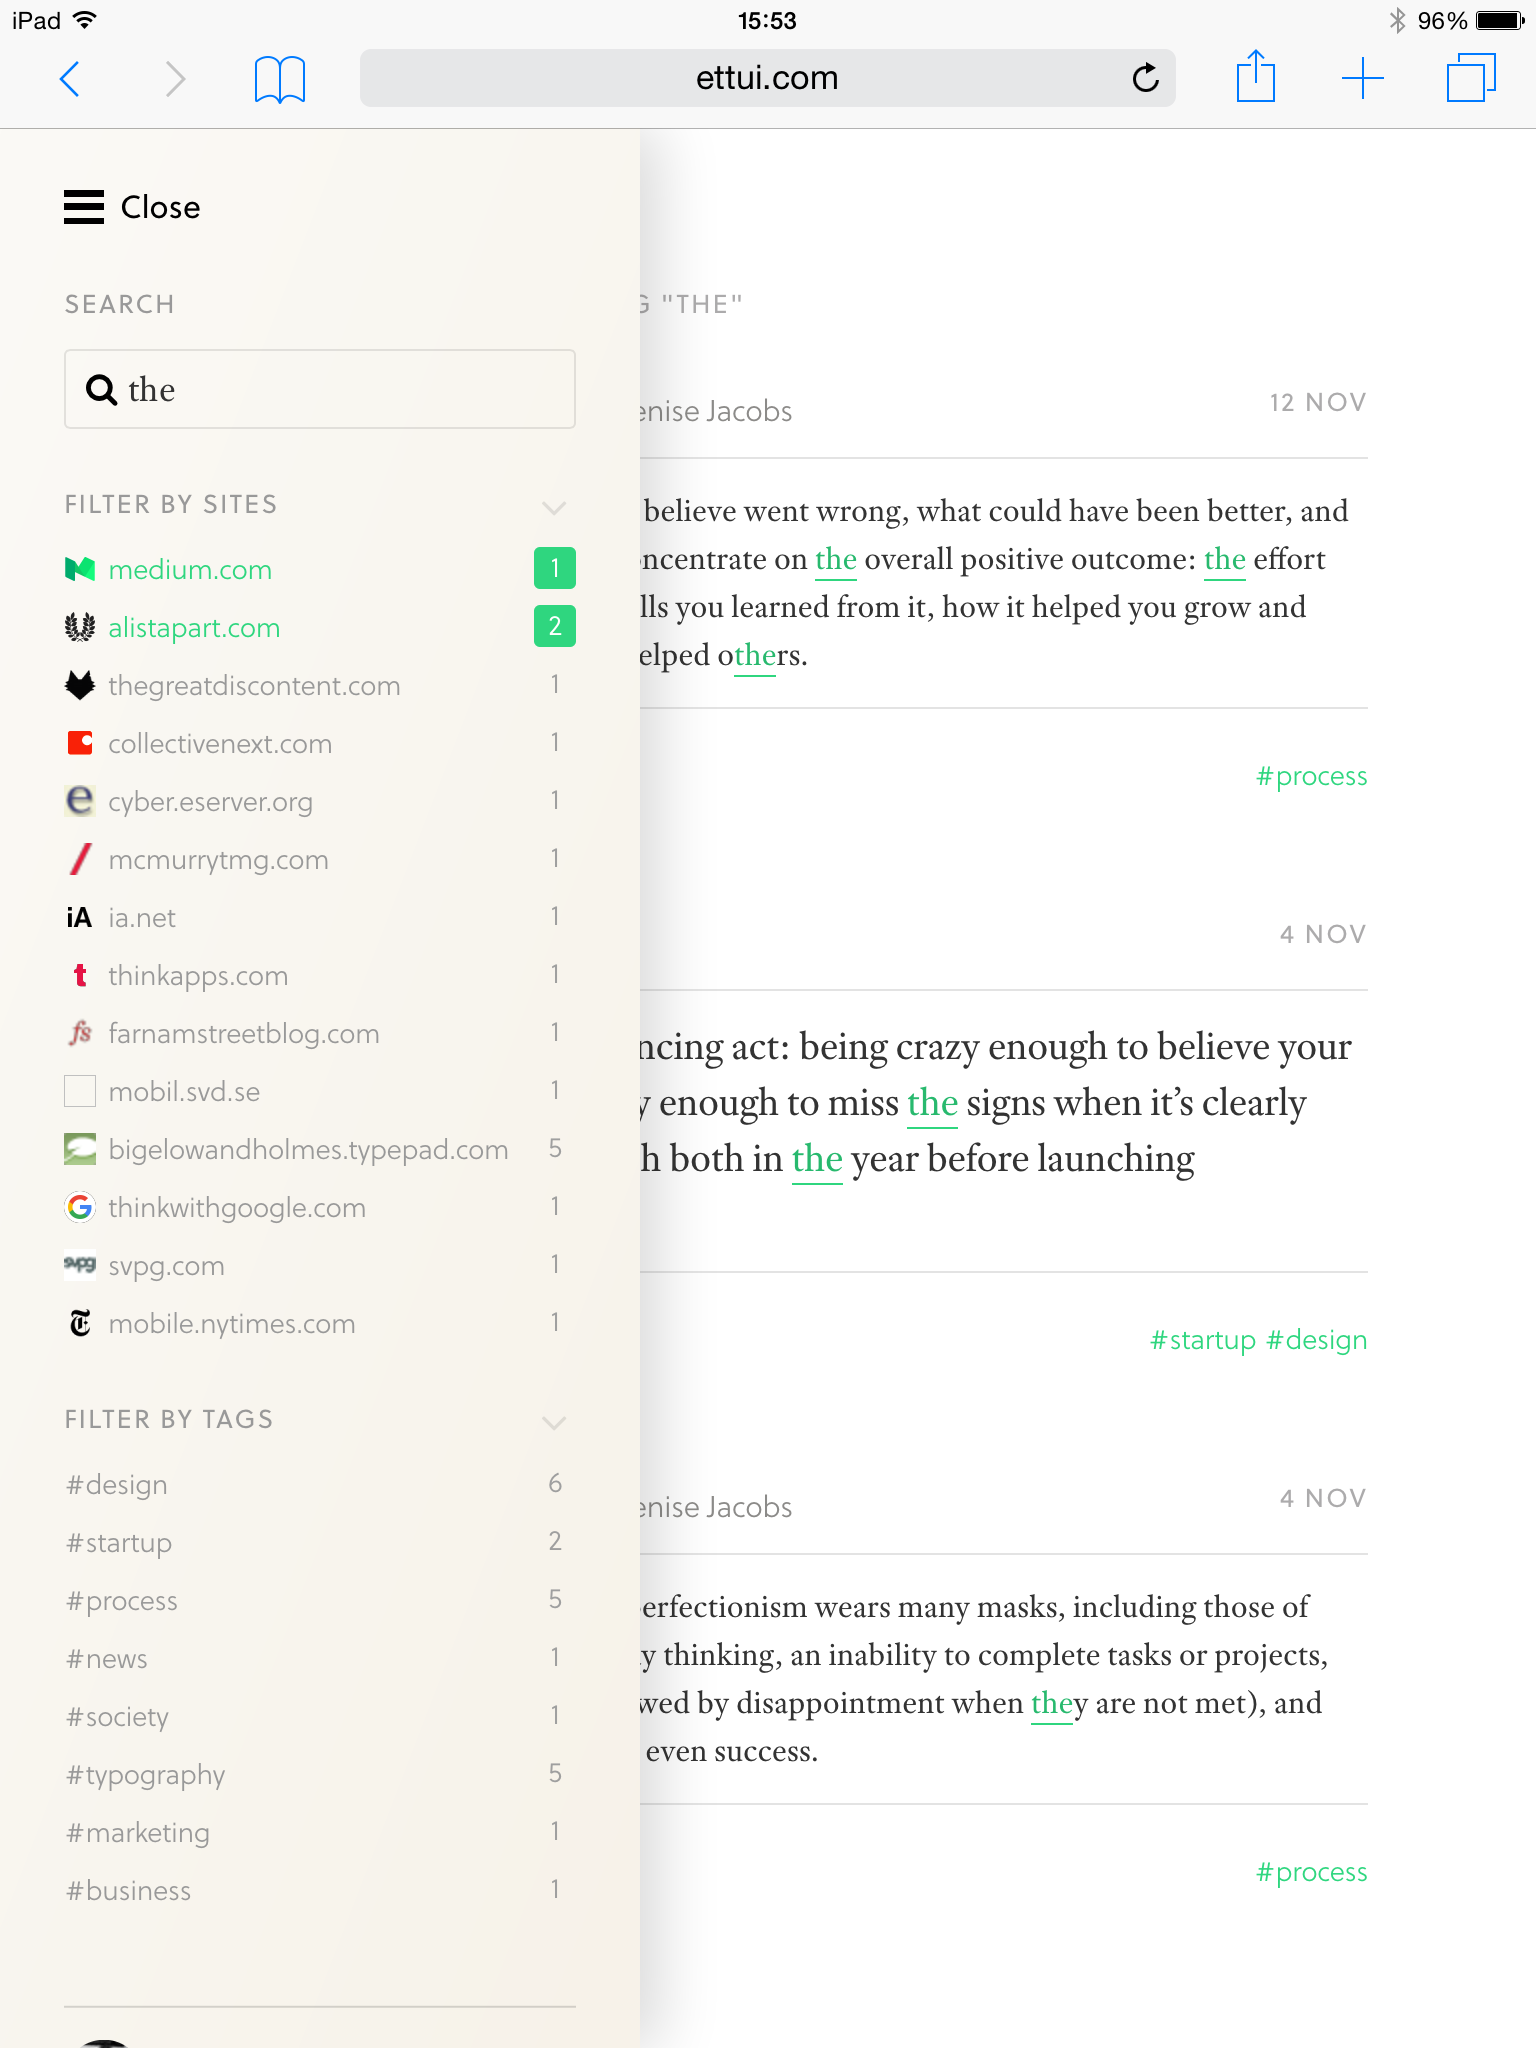 iPad 15:53 96%
ettui.com
Close
SEARCH
the
FILTER BY SITES
medium.com 1
alistapart.com 2
thegreatdiscontent.com 1
collectivenext.com 1
e cyber.eserver.org 1
mcmurrytmg.com 1
iA ia.net 1
t thinkapps.com 1
fs farnamstreetblog.com 1
mobil.svd.se 1
bigelowandholmes.typepad.com 5
G thinkwithgoogle.com 1
svpg svpg.com 1
T mobile.nytimes.com 1
FILTER BY TAGS
#design 6
#startup 2
#process 5
#news 1
#society 1
#typography 5
#marketing 1
#business 1
G "THE"
enise Jacobs 12 NOV
believe went wrong, what could have been better, and
ncentrate on the overall positive outcome: the effort
lls you learned from it, how it helped you grow and
elped others.
#process
4 NOV
ncing act: being crazy enough to believe your
y enough to miss the signs when it’s clearly
h both in the year before launching
#startup #design
enise Jacobs 4 NOV
erfectionism wears many masks, including those of
y thinking, an inability to complete tasks or projects,
wed by disappointment when they are not met), and
even success.
#process